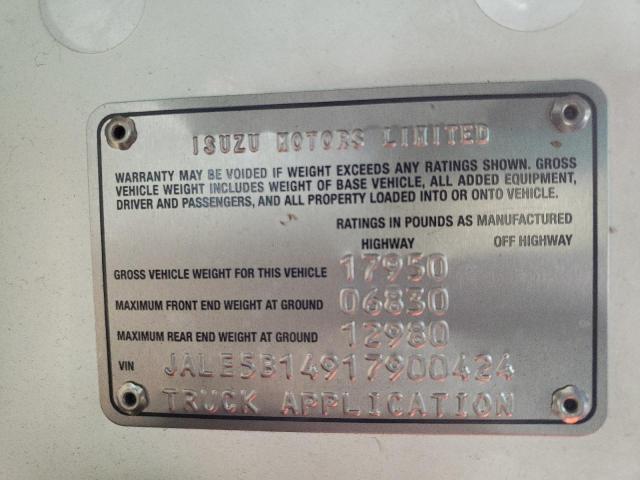 ISUZU MOTORS LIMITED
WARRANTY MAY BE VOIDED IF WEIGHT EXCEEDS ANY RATINGS SHOWN. GROSS
VEHICLE WEIGHT INCLUDES WEIGHT OF BASE VEHICLE, ALL ADDED EQUIPMENT,
DRIVER AND PASSENGERS, AND ALL PROPERTY LOADED INTO OR ONTO VEHICLE.
RATINGS IN POUNDS AS MANUFACTURED
HIGHWAY OFF HIGHWAY
GROSS VEHICLE WEIGHT FOR THIS VEHICLE 17950
MAXIMUM FRONT END WEIGHT AT GROUND 06830
MAXIMUM REAR END WEIGHT AT GROUND 12980
VIN JALE5B14917900424
TRUCK APPLICATION